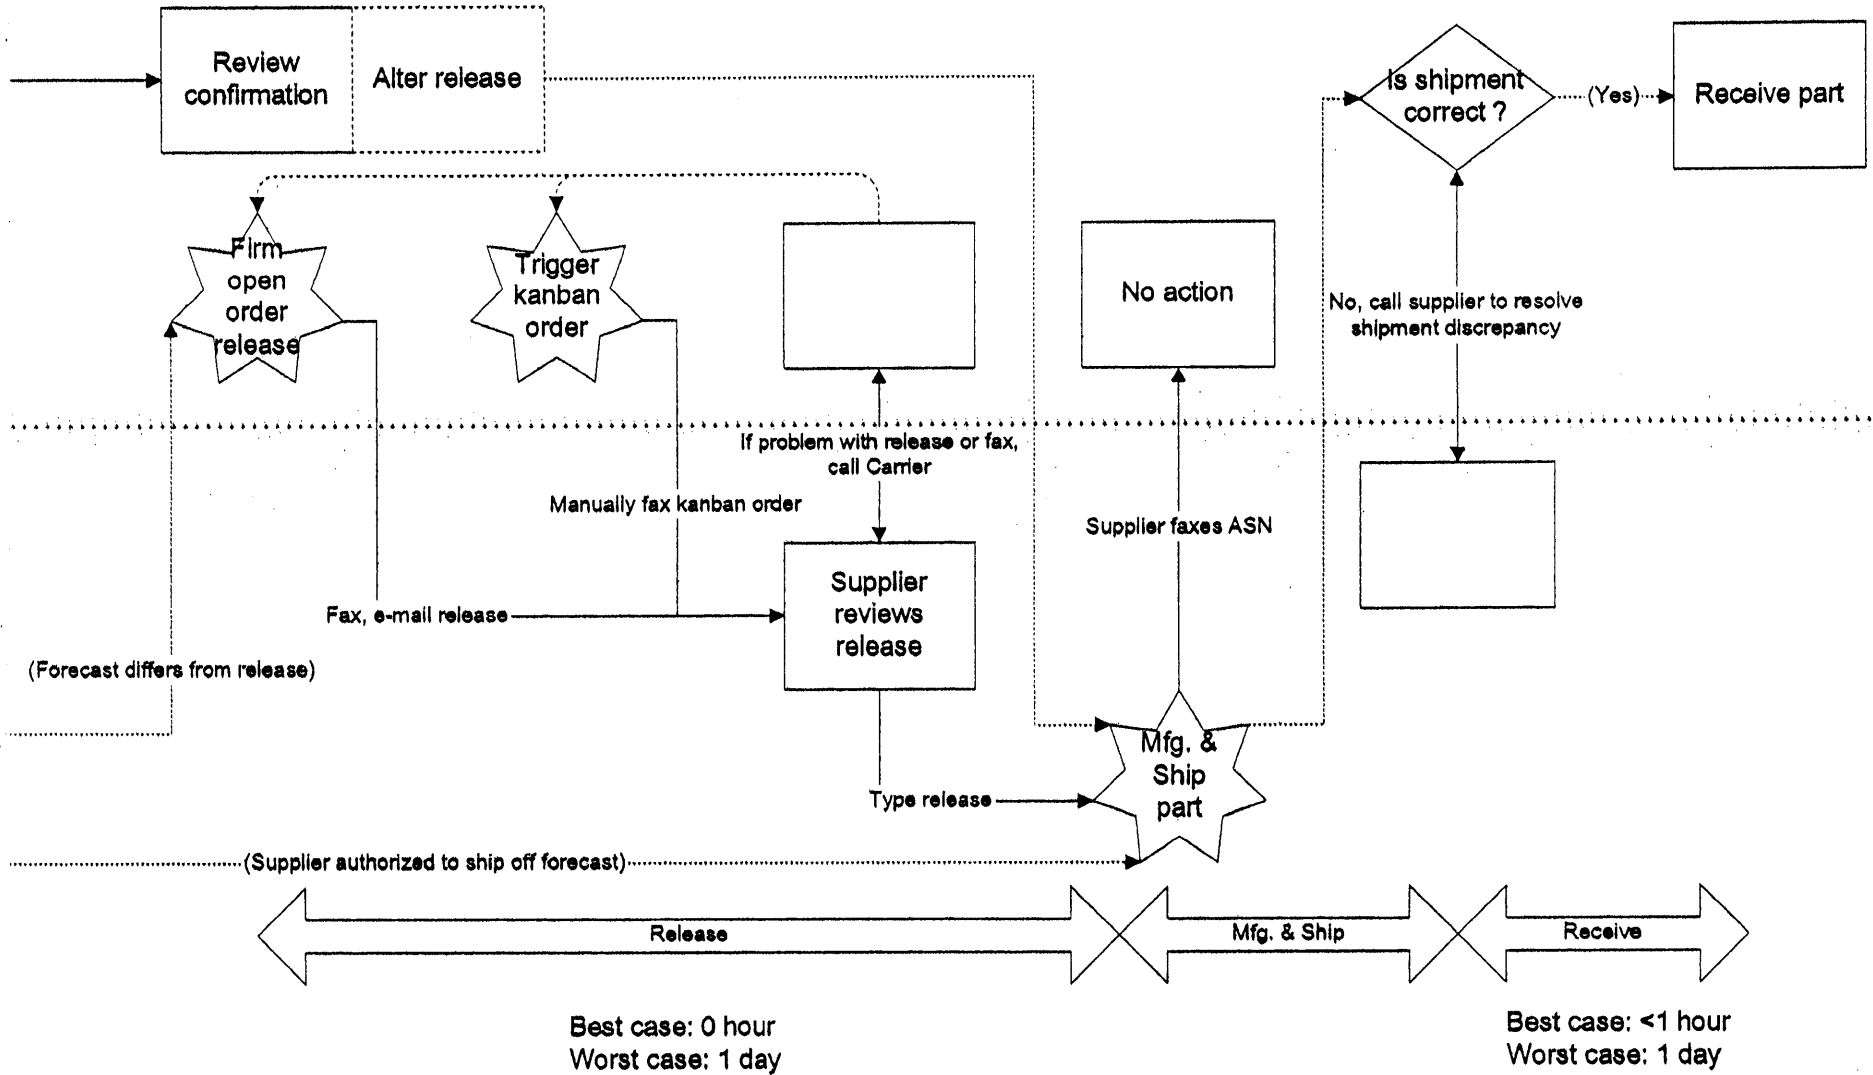 Review
confirmation
Alter release
Is shipment
correct ?
(Yes)
Receive part
Firm
open
order
release
Trigger
kanban
order
No action
No, call supplier to resolve
shipment discrepancy
If problem with release or fax,
call Carrier
Manually fax kanban order
Supplier faxes ASN
Supplier
reviews
release
Fax, e-mail release
(Forecast differs from release)
Mfg. &
Ship
part
Type release
(Supplier authorized to ship off forecast)
Release
Mfg. & Ship
Receive
Best case: 0 hour
Worst case: 1 day
Best case: <1 hour
Worst case: 1 day